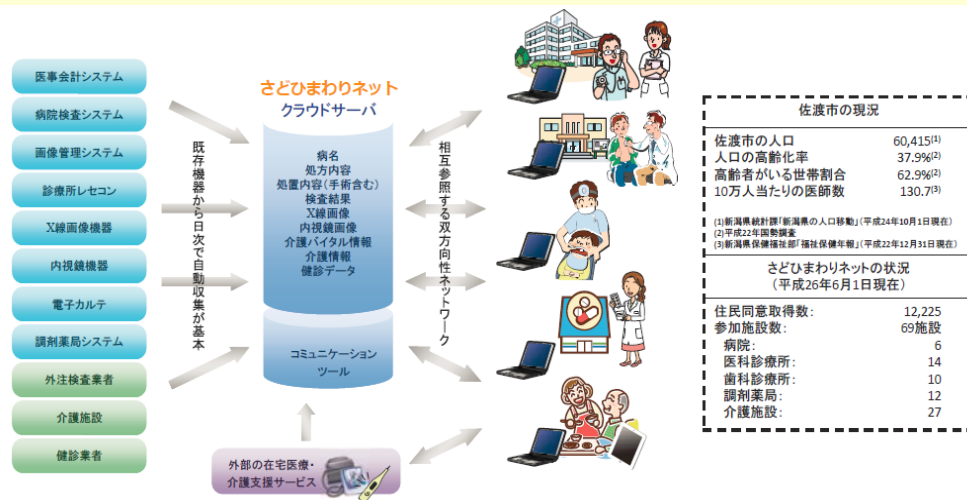 医事会計システム
病院検査システム
画像管理システム
診療所レセコン
X線画像機器
内視鏡機器
電子カルテ
調剤薬局システム
外注検査業者
介護施設
健診業者
既存機器から日次で自動収集が基本
さどひまわりネット
クラウドサーバ
病名
処方内容
処置内容(手術含む)
検査結果
X線画像
内視鏡画像
介護バイタル情報
介護情報
健診データ
コミュニケーション
ツール
外部の在宅医療・
介護支援サービス
相互参照する双方向性ネットワーク
佐渡市の現況
佐渡市の人口 60,415(1)
人口の高齢化率 37.9%(2)
高齢者がいる世帯割合 62.9%(2)
10万人当たりの医師数 130.7(3)
(1)新潟県統計課「新潟県の人口移動」(平成24年10月1日現在)
(2)平成22年国勢調査
(3)新潟県保健福祉部「福祉保健年報」(平成22年12月31日現在)
さどひまわりネットの状況
(平成26年6月1日現在)
住民同意取得数: 12,225
参加施設数: 69施設
病院: 6
医科診療所: 14
歯科診療所: 10
調剤薬局: 12
介護施設: 27